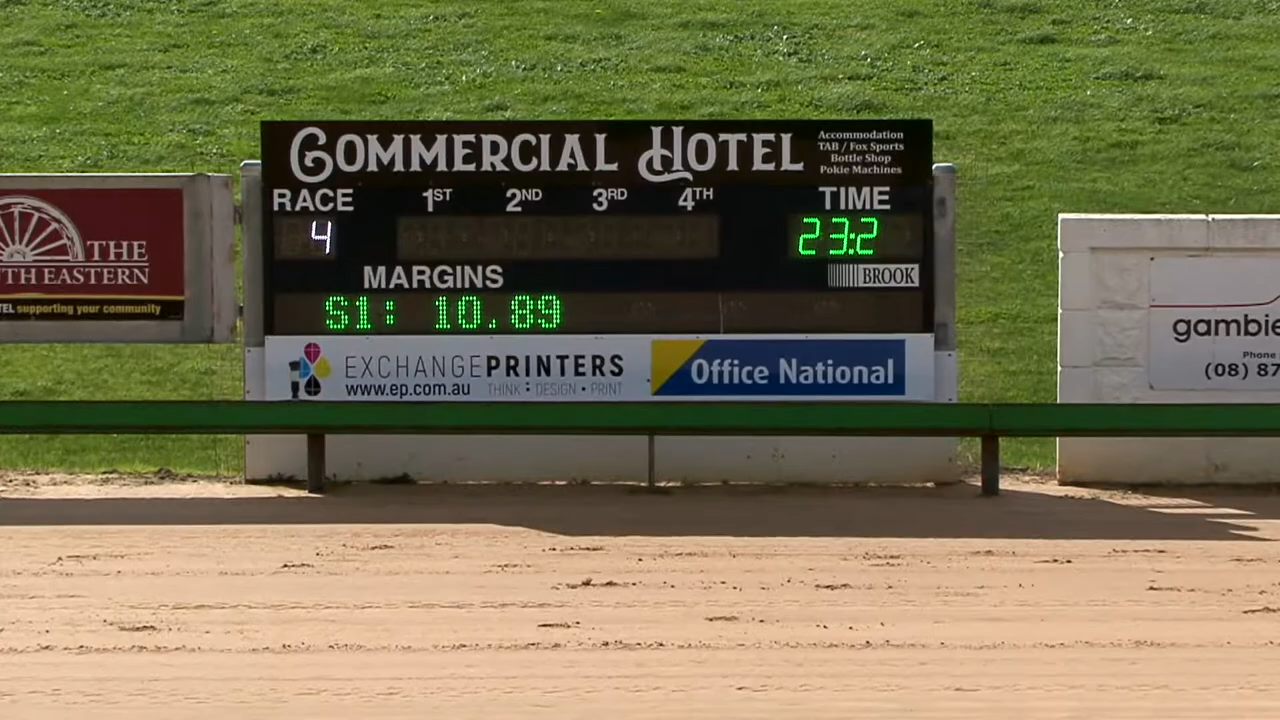 COMMERCIAL HOTEL
Accommodation
TAB / Fox Sports
Bottle Shop
Pokie Machines
RACE 1ST 2ND 3RD 4TH TIME
4 23:2
MARGINS
BROOK
S1: 10.89
EXCHANGEPRINTERS
www.ep.com.au THINK : DESIGN · PRINT
Office National
THE
TH EASTERN
TEL supporting your community
gambie
Phone
(08) 87